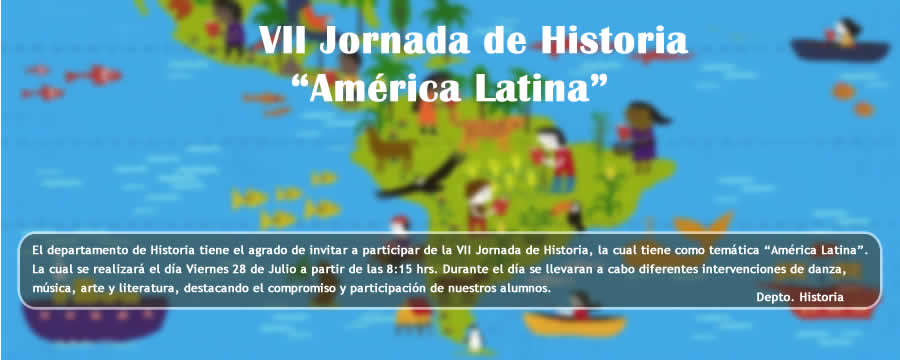 VII Jornada de Historia
“América Latina”
El departamento de Historia tiene el agrado de invitar a participar de la VII Jornada de Historia, la cual tiene como temática “América Latina”.
La cual se realizará el día Viernes 28 de Julio a partir de las 8:15 hrs. Durante el día se llevaran a cabo diferentes intervenciones de danza,
música, arte y literatura, destacando el compromiso y participación de nuestros alumnos.
Depto. Historia